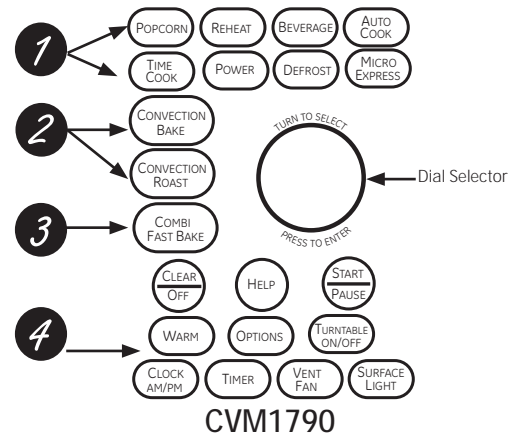 1
POPCORN REHEAT BEVERAGE AUTO COOK
TIME COOK POWER DEFROST MICRO EXPRESS
2
CONVECTION BAKE
CONVECTION ROAST
TURN TO SELECT
PRESS TO ENTER
Dial Selector
3
COMBI FAST BAKE
CLEAR OFF HELP START PAUSE
4
WARM OPTIONS TURNTABLE ON/OFF
CLOCK AM/PM TIMER VENT FAN SURFACE LIGHT
CVM1790